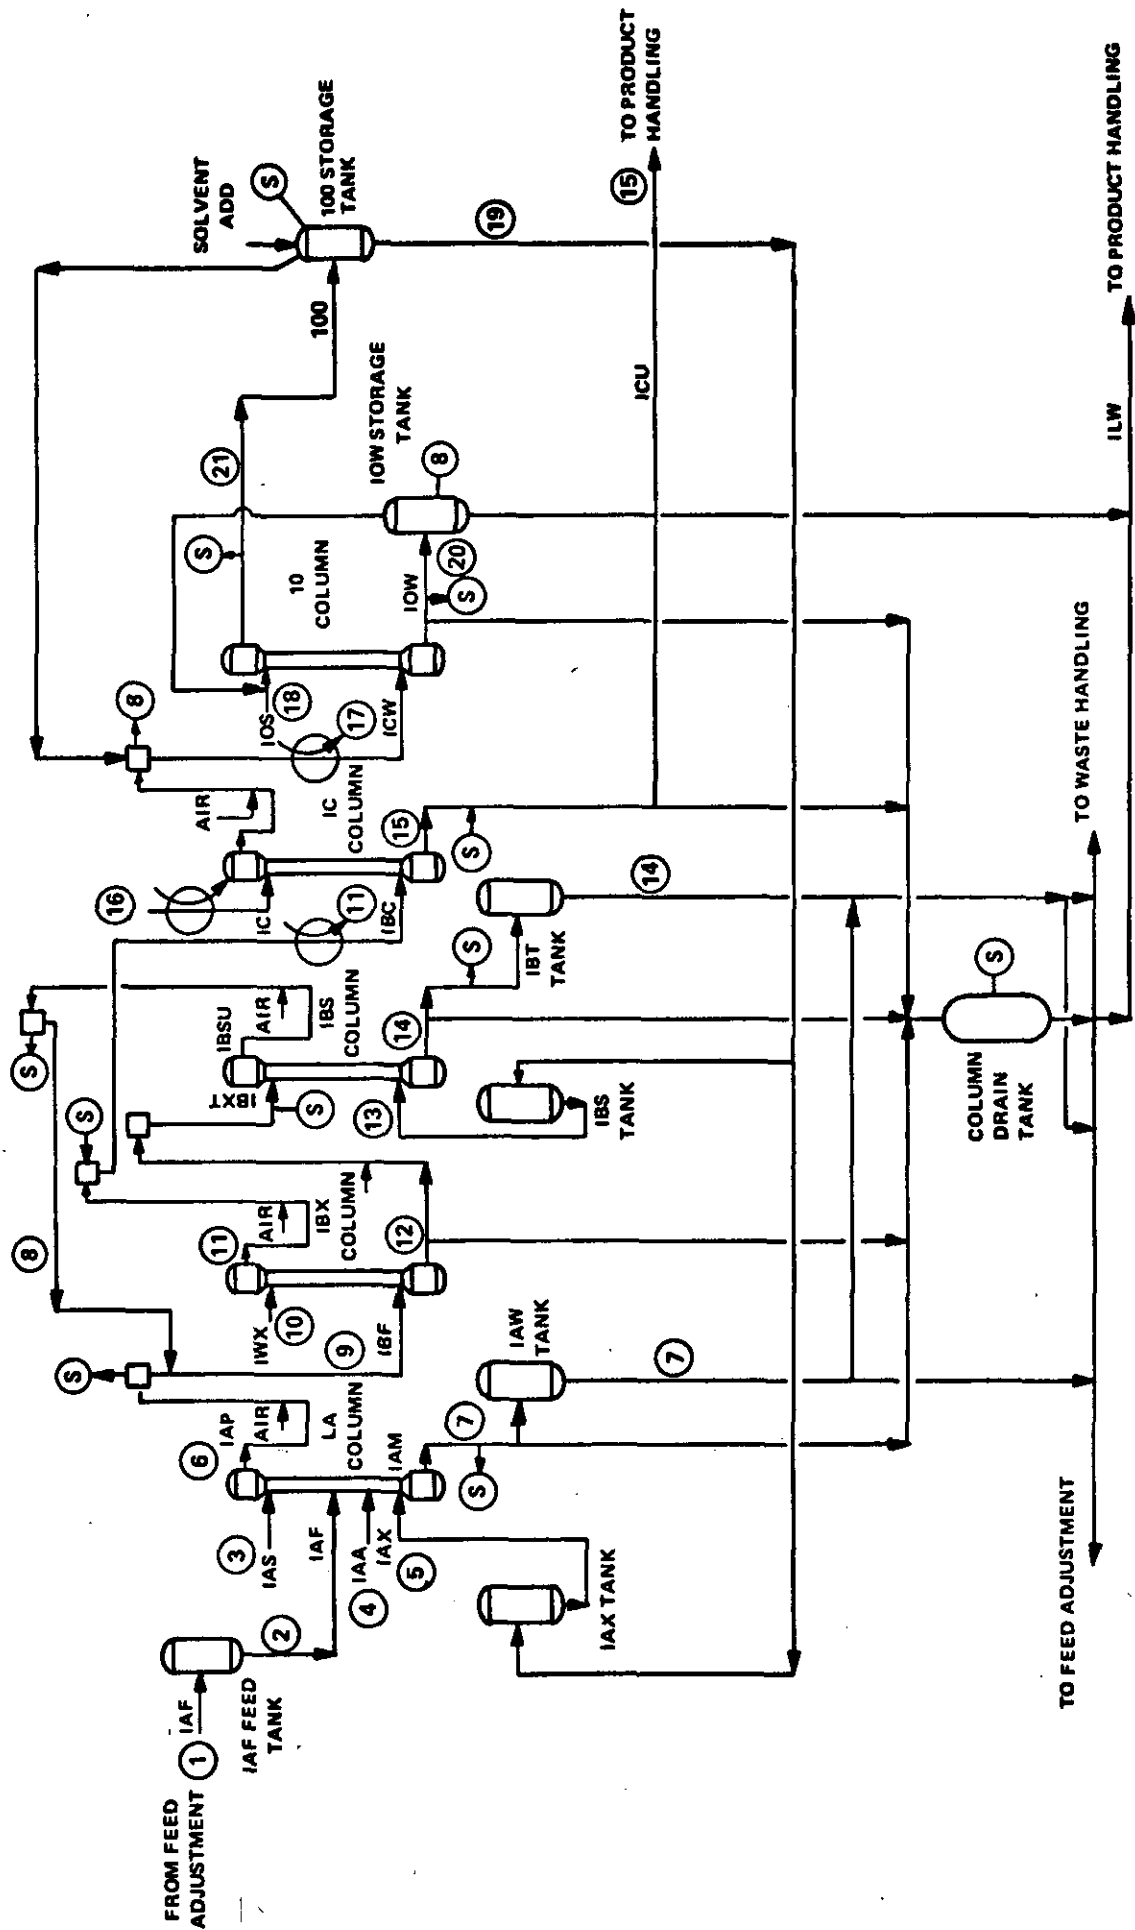 FROM FEED
ADJUSTMENT
1
IAF
IAF FEED
TANK
2
IAF
3
IAS
4
IAA
5
IAX
IAX TANK
6
IAP
AIR
LA
COLUMN
IAM
7
S
IAW
TANK
7
S
8
9
IBF
10
IWX
11
AIR
IBX
COLUMN
12
S
S
IBXT
S
13
IBS
TANK
IBSU
AIR
IBS
COLUMN
14
S
IBT
TANK
14
11
IBC
16
IC
AIR
IC
COLUMN
15
S
8
17
ICW
18
IOS
10
COLUMN
IOW
S
20
S
21
IOW STORAGE
TANK
8
100
SOLVENT
ADD
S
100 STORAGE
TANK
19
ICU
15
TO PRODUCT
HANDLING
COLUMN
DRAIN
TANK
S
TO FEED ADJUSTMENT
TO WASTE HANDLING
ILW
TO PRODUCT HANDLING